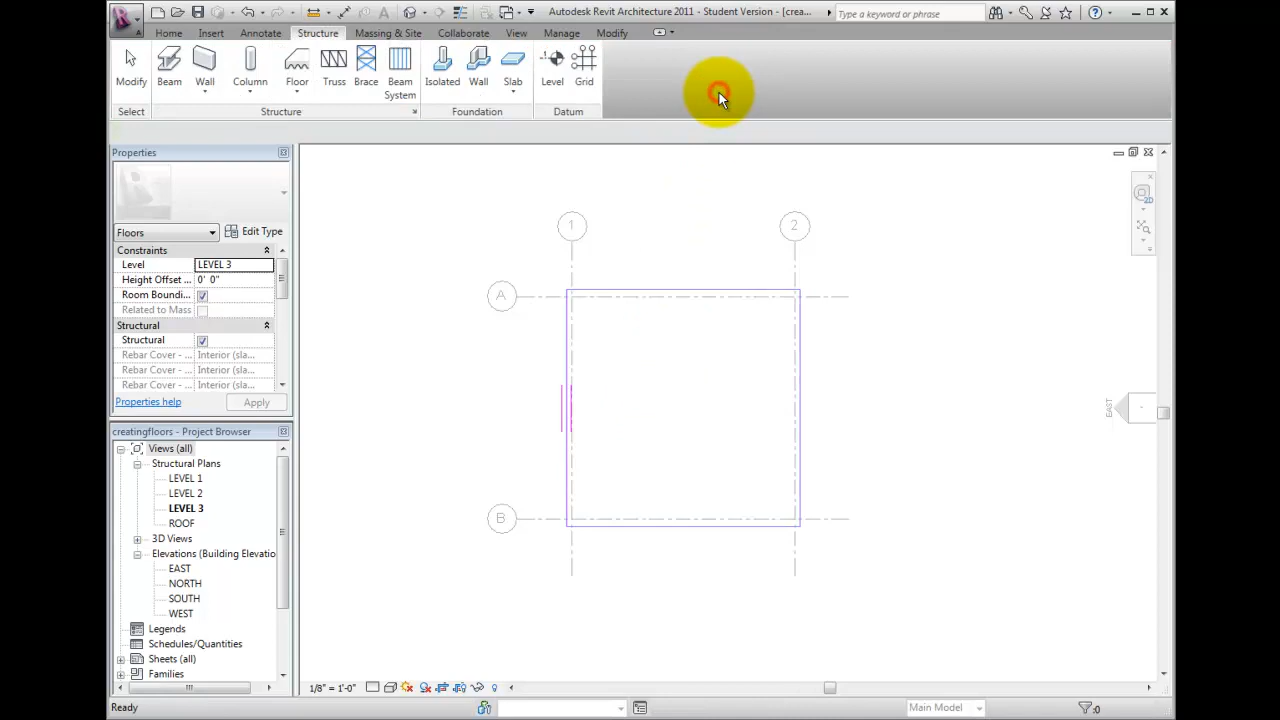 Autodesk Revit Architecture 2011 - Student Version - [crea...
Type a keyword or phrase
Home Insert Annotate Structure Massing & Site Collaborate View Manage Modify
Modify Beam Wall Column Floor Truss Brace Beam System Isolated Wall Slab Level Grid
Select Structure Foundation Datum
Properties
Floors Edit Type
Constraints
Level LEVEL 3
Height Offset ... 0' 0"
Room Boundi...
Related to Mass
Structural
Structural
Rebar Cover - ... Interior (sla...
Rebar Cover - ... Interior (sla...
Rebar Cover - ... Interior (sla...
Properties help Apply
creatingfloors - Project Browser
Views (all)
Structural Plans
LEVEL 1
LEVEL 2
LEVEL 3
ROOF
3D Views
Elevations (Building Elevatio
EAST
NORTH
SOUTH
WEST
Legends
Schedules/Quantities
Sheets (all)
Families
1 2
A
B
EAST
2D
1/8" = 1'-0"
Ready
Main Model
:0